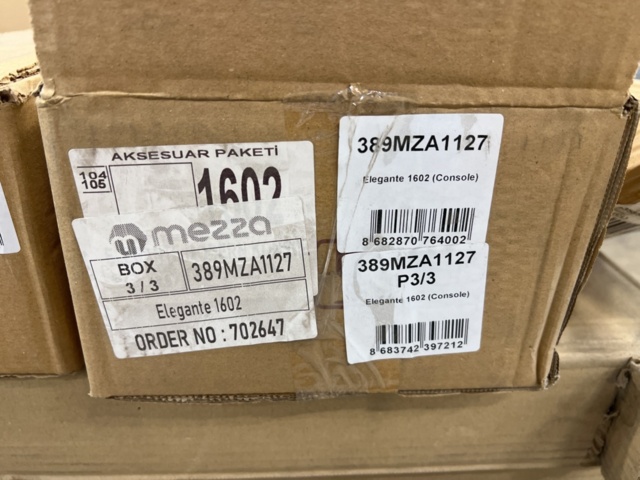 AKSESUAR PAKETİ
104
105
1602
mezza
BOX
3/3
389MZA1127
Elegante 1602
ORDER NO : 702647
389MZA1127
Elegante 1602 (Console)
8 682870 764002
389MZA1127
P3/3
Elegante 1602 (Console)
8 683742 397212